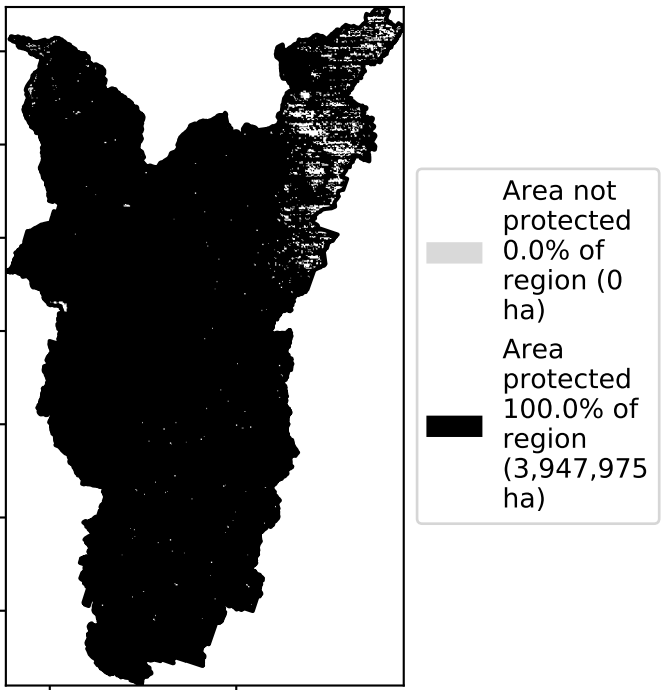 Area not
protected
0.0% of
region (0
ha)
Area
protected
100.0% of
region
(3,947,975
ha)